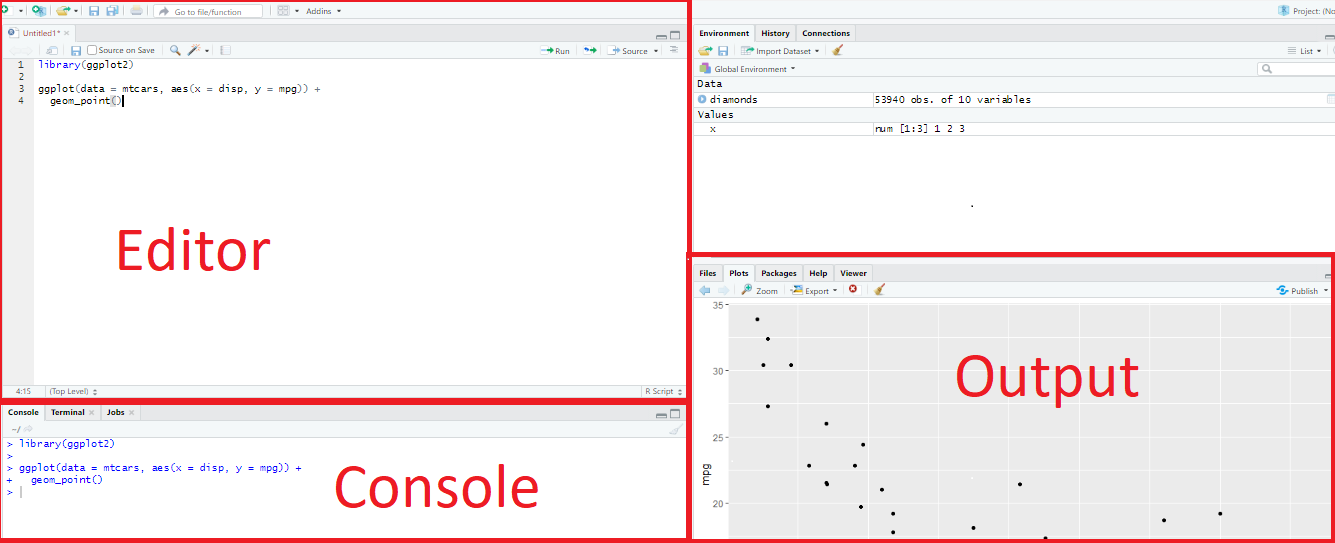 Go to file/function
Addins
Untitled1*
Source on Save
Run
Source
1 library(ggplot2)
2
3 ggplot(data = mtcars, aes(x = disp, y = mpg)) +
4 geom_point()
Editor
4:15
(Top Level)
R Script
Console Terminal Jobs
~/
> library(ggplot2)
>
> ggplot(data = mtcars, aes(x = disp, y = mpg)) +
+ geom_point()
>
Console
Project: (No
Environment History Connections
Import Dataset
List
Global Environment
Data
diamonds 53940 obs. of 10 variables
Values
x num [1:3] 1 2 3
Files Plots Packages Help Viewer
Zoom
Export
Publish
35
30
25
20
mpg
Output